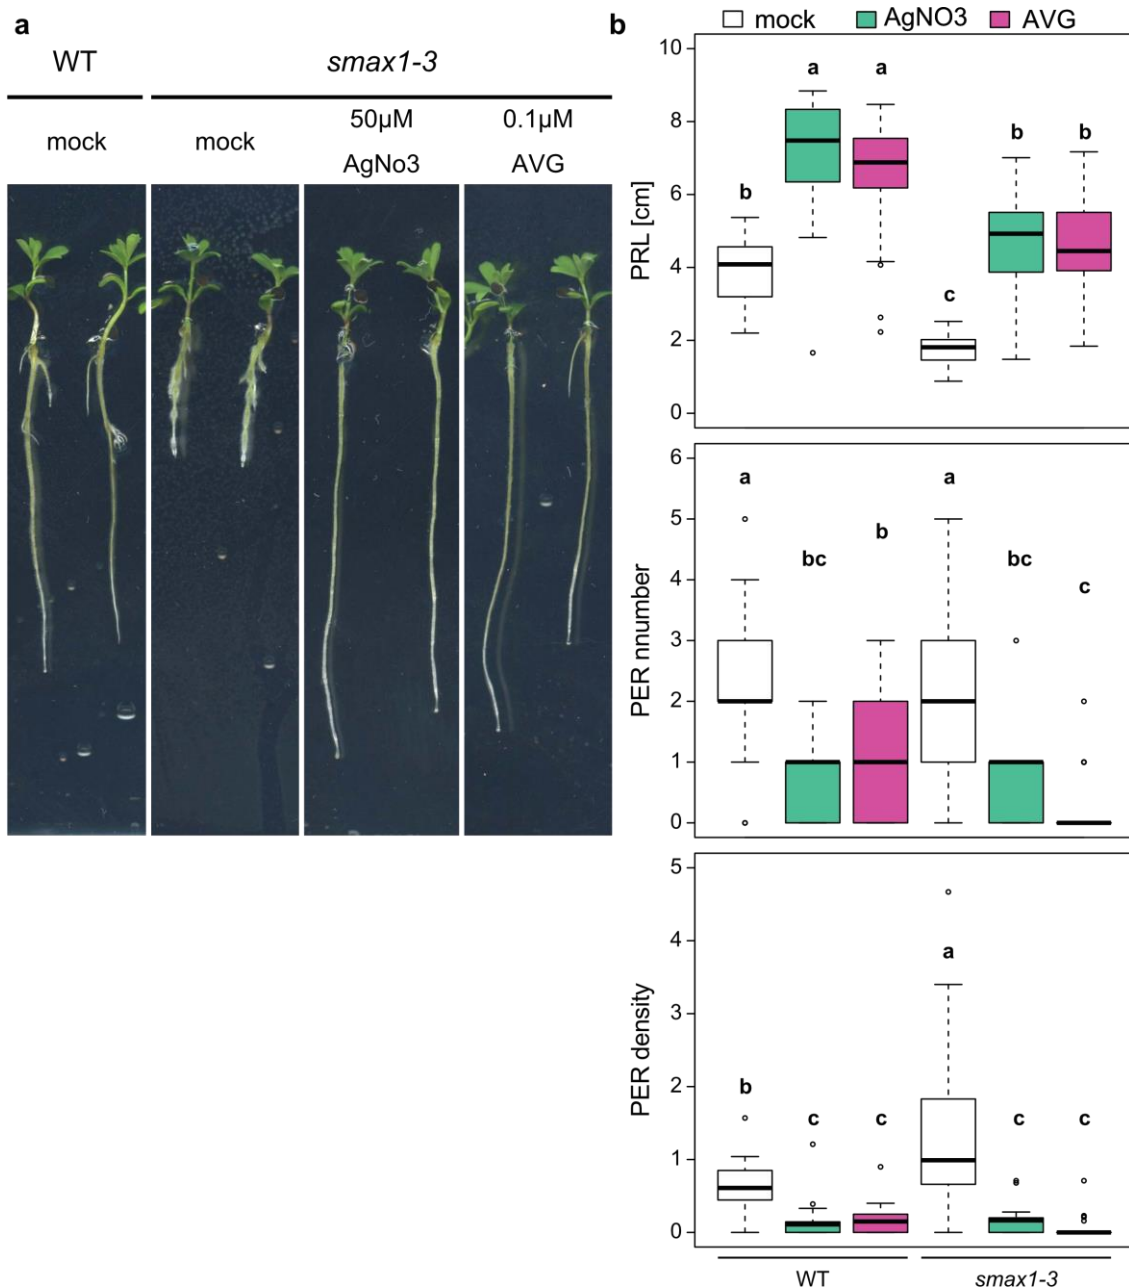 a
WT
smax1-3
mock
mock
50µM
AgNo3
0.1µM
AVG
b
mock
AgNO3
AVG
PRL [cm]
10
8
6
4
2
0
b
a
a
c
b
b
PER nnumber
6
5
4
3
2
1
0
a
bc
b
a
bc
c
PER density
5
4
3
2
1
0
b
c
c
a
c
c
WT
smax1-3